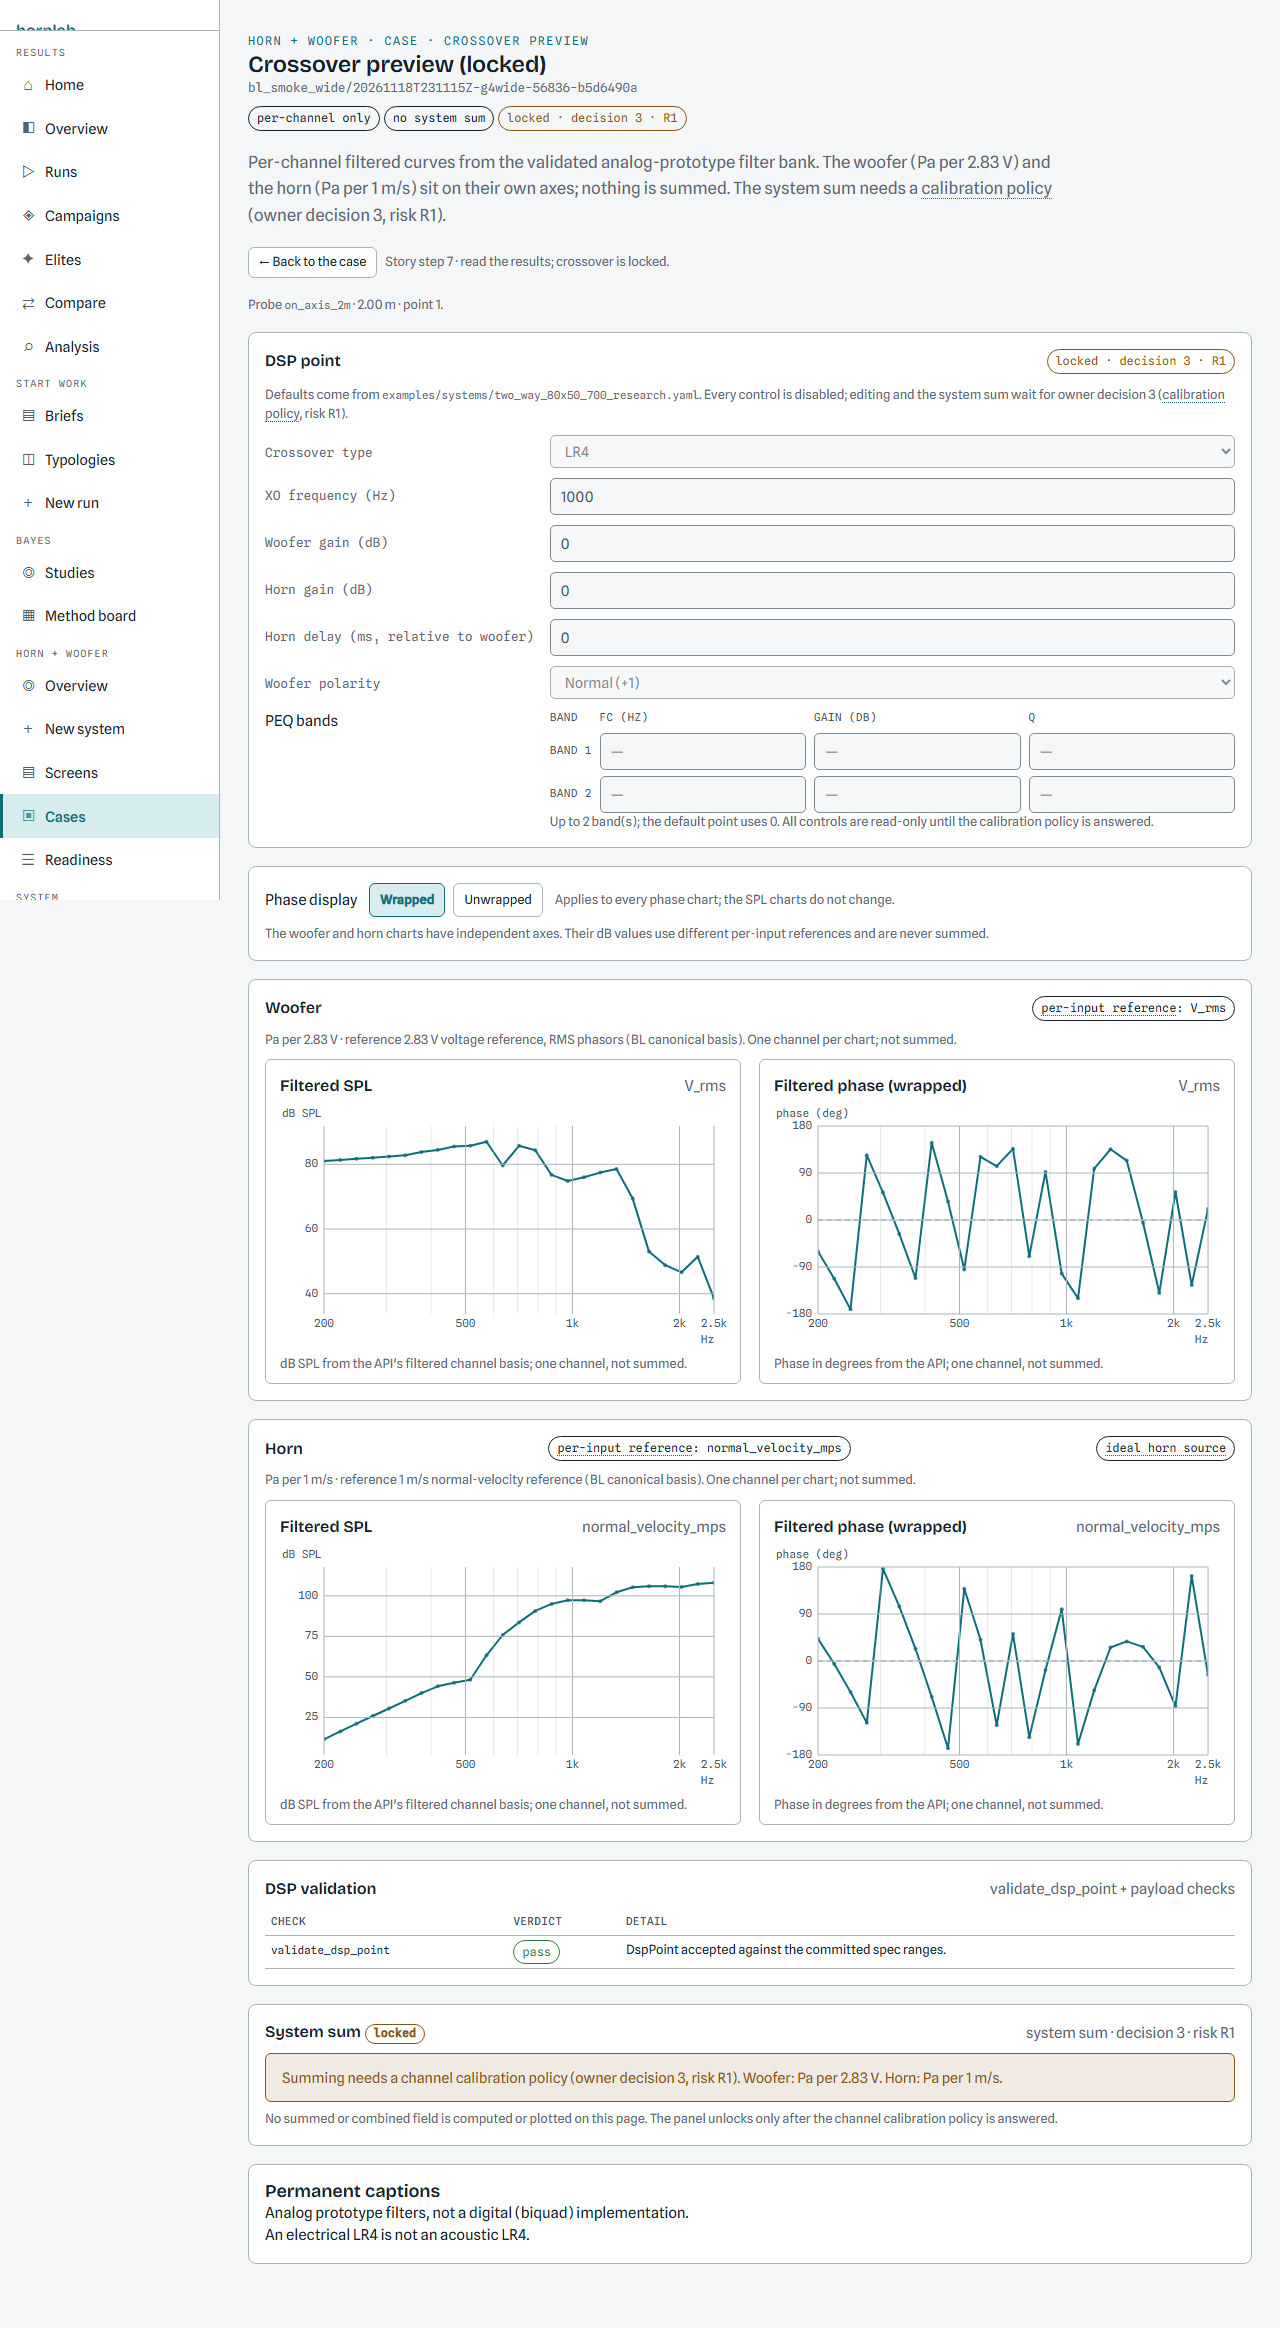 hornlab
RESULTS
Home
Overview
Runs
Campaigns
Elites
Compare
Analysis
START WORK
Briefs
Typologies
New run
BAYES
Studies
Method board
HORN + WOOFER
Overview
New system
Screens
Cases
Readiness
SYSTEM
HORN + WOOFER · CASE · CROSSOVER PREVIEW
Crossover preview (locked)
bl_smoke_wide/20261118T231115Z-g4wide-56836-b5d6490a
per-channel only no system sum locked · decision 3 · R1
Per-channel filtered curves from the validated analog-prototype filter bank. The woofer (Pa per 2.83 V) and
the horn (Pa per 1 m/s) sit on their own axes; nothing is summed. The system sum needs a calibration policy
(owner decision 3, risk R1).
← Back to the case Story step 7 · read the results; crossover is locked.
Probe on_axis_2m · 2.00 m · point 1.
DSP point locked · decision 3 · R1
Defaults come from examples/systems/two_way_80x50_700_research.yaml. Every control is disabled; editing and the system sum wait for owner decision 3 (calibration
policy, risk R1).
Crossover type LR4
XO frequency (Hz) 1000
Woofer gain (dB) 0
Horn gain (dB) 0
Horn delay (ms, relative to woofer) 0
Woofer polarity Normal (+1)
PEQ bands BAND FC (HZ) GAIN (DB) Q
BAND 1 — — —
BAND 2 — — —
Up to 2 band(s); the default point uses 0. All controls are read-only until the calibration policy is answered.
Phase display Wrapped Unwrapped Applies to every phase chart; the SPL charts do not change.
The woofer and horn charts have independent axes. Their dB values use different per-input references and are never summed.
Woofer per-input reference: V_rms
Pa per 2.83 V · reference 2.83 V voltage reference, RMS phasors (BL canonical basis). One channel per chart; not summed.
Filtered SPL V_rms
dB SPL
80
60
40
200 500 1k 2k 2.5k
Hz
dB SPL from the API's filtered channel basis; one channel, not summed.
Filtered phase (wrapped) V_rms
phase (deg)
180
90
0
-90
-180
200 500 1k 2k 2.5k
Hz
Phase in degrees from the API; one channel, not summed.
Horn per-input reference: normal_velocity_mps ideal horn source
Pa per 1 m/s · reference 1 m/s normal-velocity reference (BL canonical basis). One channel per chart; not summed.
Filtered SPL normal_velocity_mps
dB SPL
100
75
50
25
200 500 1k 2k 2.5k
Hz
dB SPL from the API's filtered channel basis; one channel, not summed.
Filtered phase (wrapped) normal_velocity_mps
phase (deg)
180
90
0
-90
-180
200 500 1k 2k 2.5k
Hz
Phase in degrees from the API; one channel, not summed.
DSP validation validate_dsp_point + payload checks
CHECK VERDICT DETAIL
validate_dsp_point pass DspPoint accepted against the committed spec ranges.
System sum locked system sum · decision 3 · risk R1
Summing needs a channel calibration policy (owner decision 3, risk R1). Woofer: Pa per 2.83 V. Horn: Pa per 1 m/s.
No summed or combined field is computed or plotted on this page. The panel unlocks only after the channel calibration policy is answered.
Permanent captions
Analog prototype filters, not a digital (biquad) implementation.
An electrical LR4 is not an acoustic LR4.